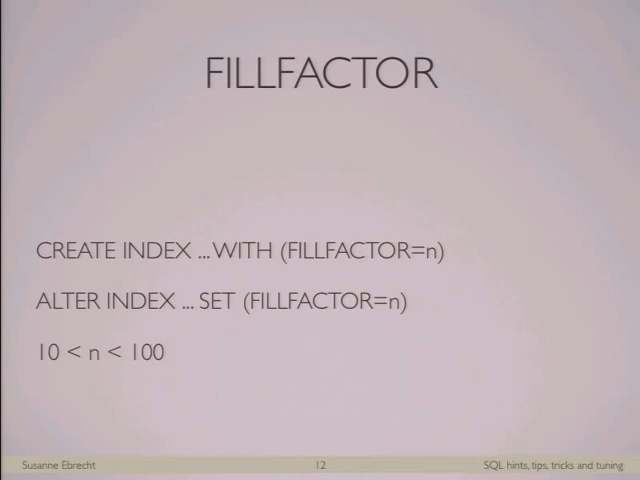 FILLFACTOR
CREATE INDEX ... WITH (FILLFACTOR=n)
ALTER INDEX ... SET (FILLFACTOR=n)
10 < n < 100
Susanne Ebrecht 12 SQL hints, tips, tricks and tuning